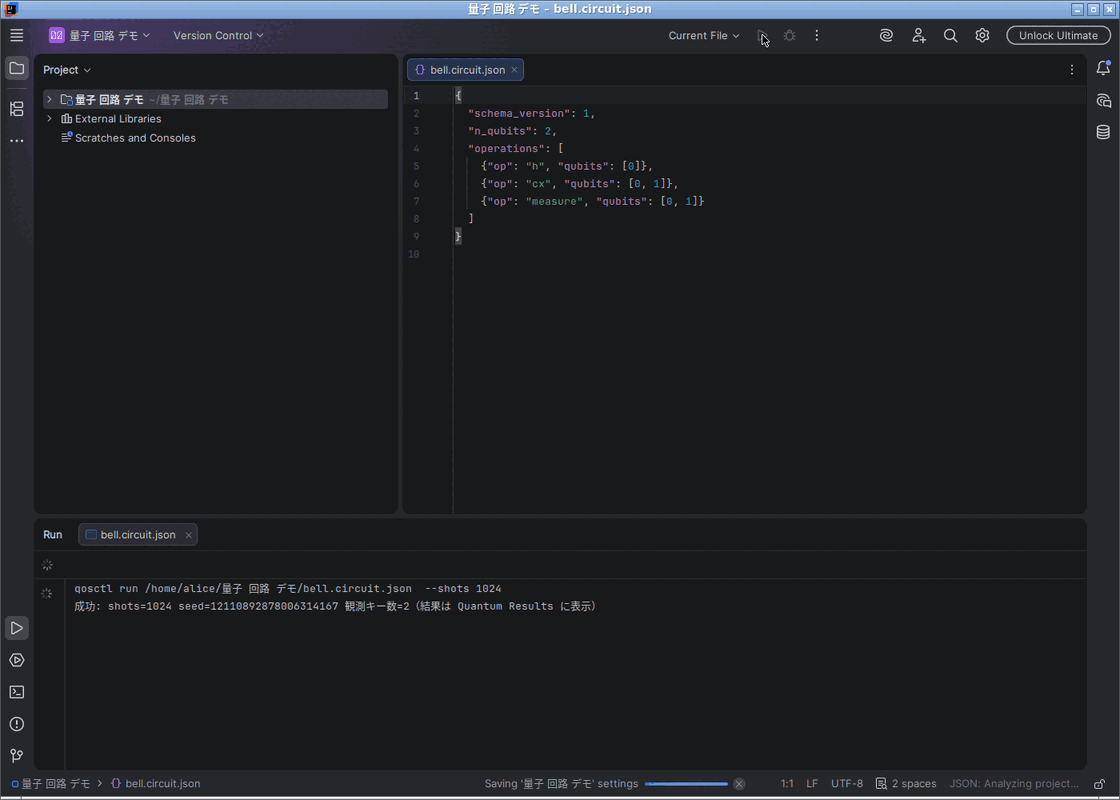 量子 回路 デモ – bell.circuit.json
量子 回路 デモ
Version Control
Current File
Unlock Ultimate
Project
bell.circuit.json
量子 回路 デモ ~/量子 回路 デモ
External Libraries
Scratches and Consoles
1 {
2 "schema_version": 1,
3 "n_qubits": 2,
4 "operations": [
5 {"op": "h", "qubits": [0]},
6 {"op": "cx", "qubits": [0, 1]},
7 {"op": "measure", "qubits": [0, 1]}
8 ]
9 }
10
Run
bell.circuit.json
qosctl run /home/alice/量子 回路 デモ/bell.circuit.json  --shots 1024
成功: shots=1024 seed=12110892878006314167 観測キー数=2（結果は Quantum Results に表示）
量子 回路 デモ
bell.circuit.json
Saving '量子 回路 デモ' settings
1:1
LF
UTF-8
2 spaces
JSON: Analyzing project...